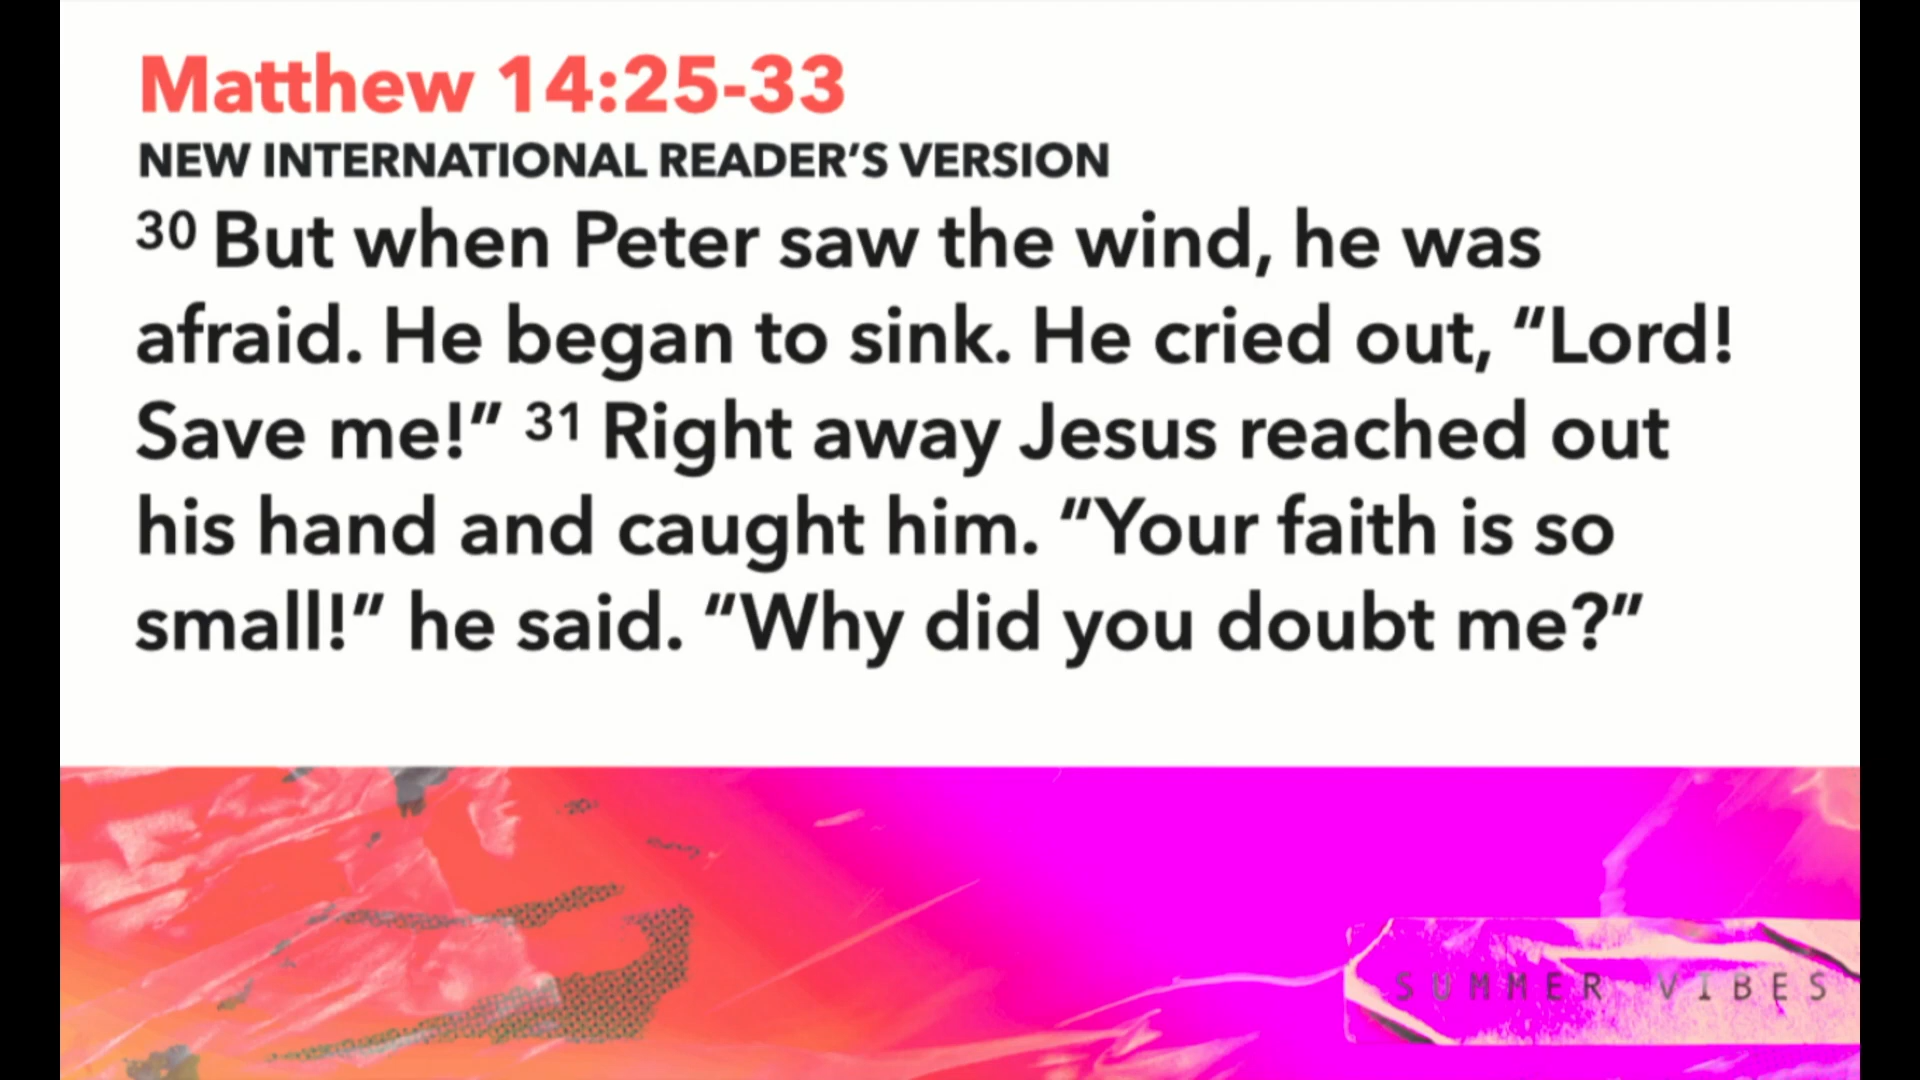 Matthew 14:25-33
NEW INTERNATIONAL READER’S VERSION
30 But when Peter saw the wind, he was
afraid. He began to sink. He cried out, “Lord!
Save me!” 31 Right away Jesus reached out
his hand and caught him. “Your faith is so
small!” he said. “Why did you doubt me?”
SUMMER VIBES